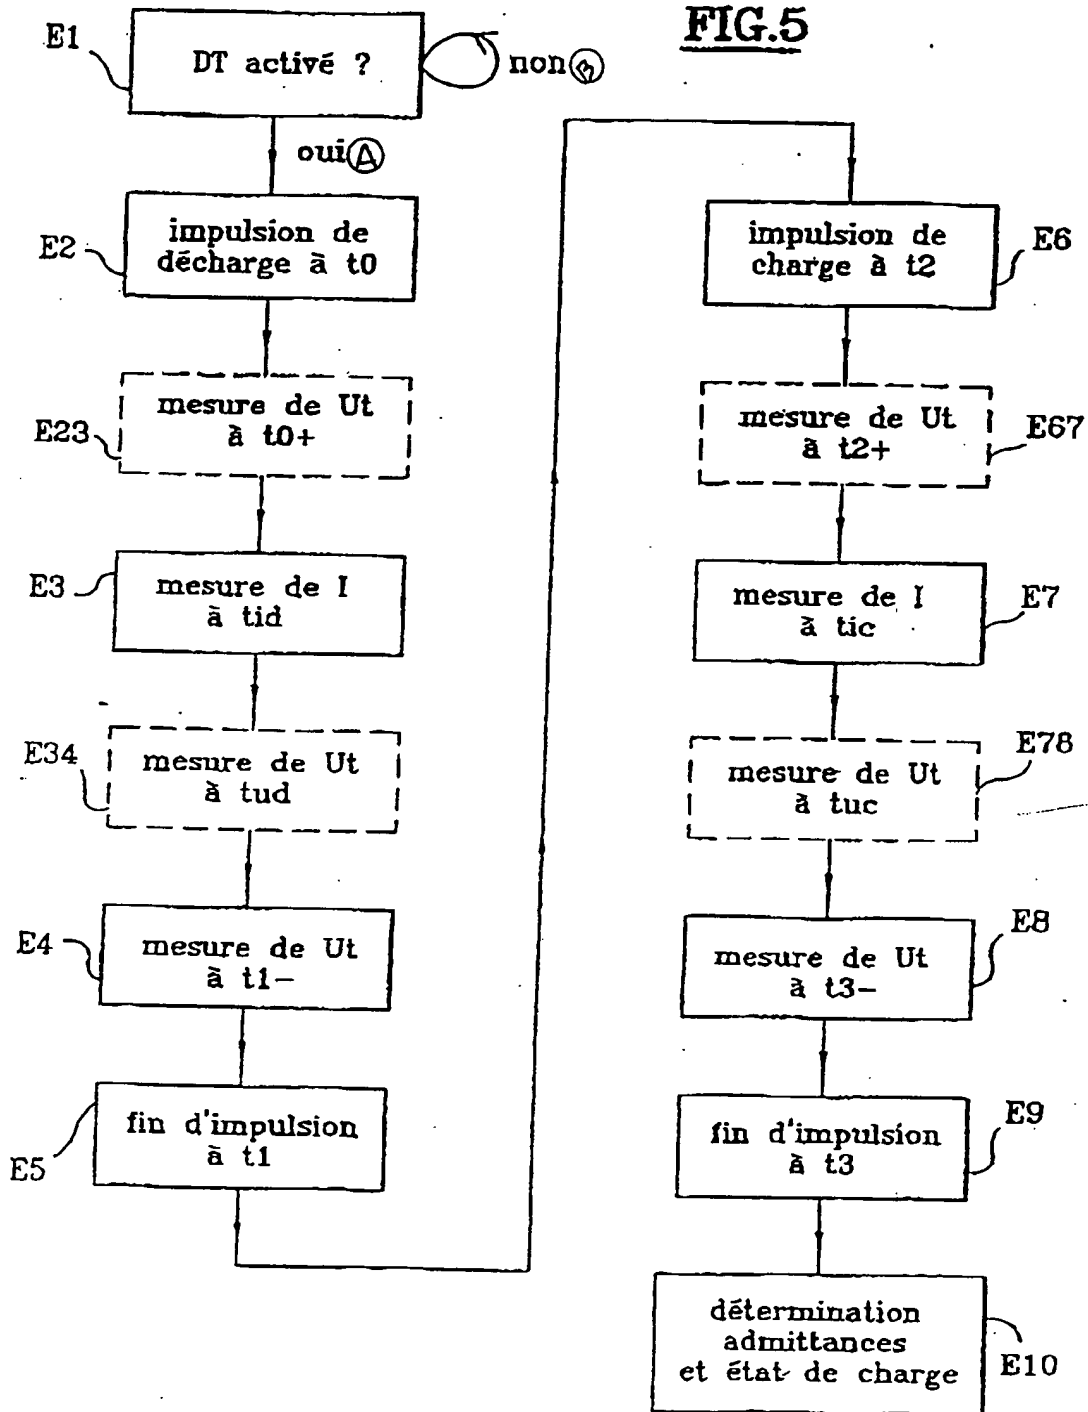 FIG.5
E1
DT activé ?
non B
oui A
E2
impulsion de
décharge à t0
E23
mesure de Ut
à t0+
E3
mesure de I
à tid
E34
mesure de Ut
à tud
E4
mesure de Ut
à t1-
E5
fin d'impulsion
à t1
impulsion de
charge à t2
E6
mesure de Ut
à t2+
E67
mesure de I
à tic
E7
mesure de Ut
à tuc
E78
mesure de Ut
à t3-
E8
fin d'impulsion
à t3
E9
détermination
admittances
et état de charge
E10